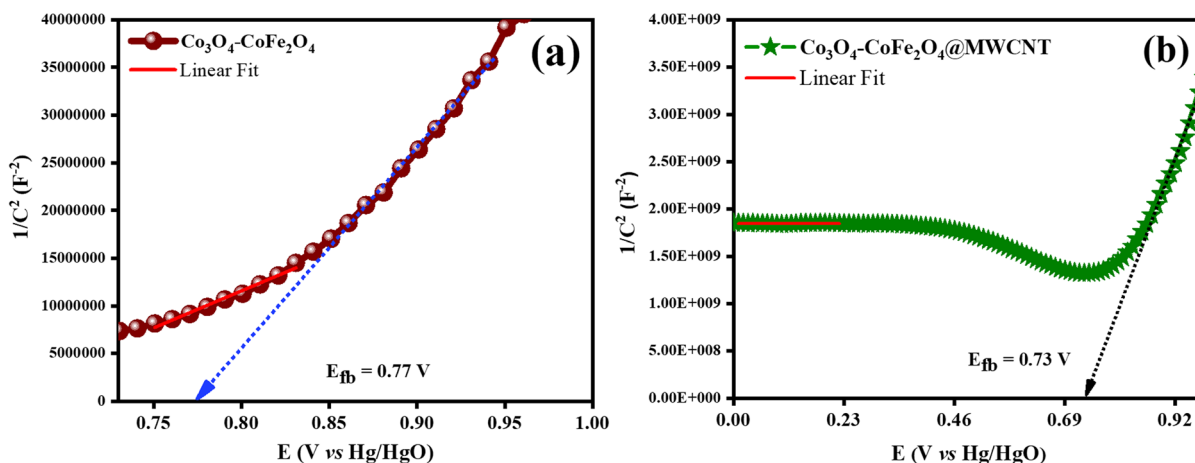 (a)
Co3O4-CoFe2O4
Linear Fit
40000000
35000000
30000000
25000000
20000000
15000000
10000000
5000000
0
1/C² (F⁻²)
Efb = 0.77 V
0.75 0.80 0.85 0.90 0.95 1.00
E (V vs Hg/HgO)
(b)
Co3O4-CoFe2O4@MWCNT
Linear Fit
4.00E+009
3.50E+009
3.00E+009
2.50E+009
2.00E+009
1.50E+009
1.00E+009
5.00E+008
0.00E+000
1/C² (F⁻²)
Efb = 0.73 V
0.00 0.23 0.46 0.69 0.92
E (V vs Hg/HgO)